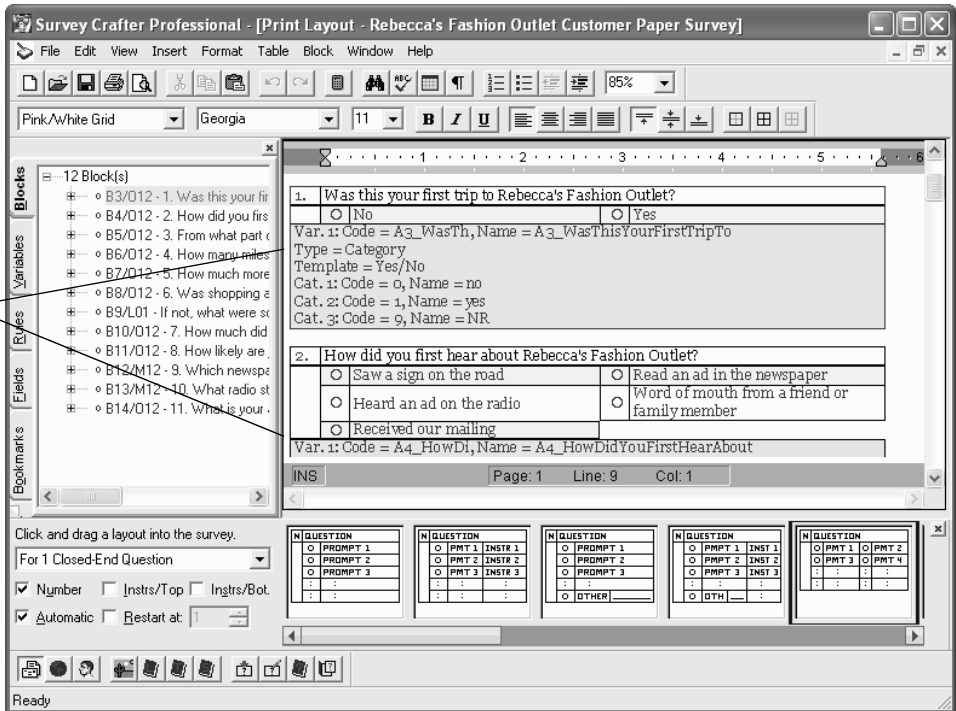 Survey Crafter Professional - [Print Layout - Rebecca's Fashion Outlet Customer Paper Survey]
File Edit View Insert Format Table Block Window Help
85%
Pink/White Grid Georgia 11 B I U
1 2 3 4 5 6
Blocks
Variables
Rules
Fields
Bookmarks
12 Block(s)
B3/O12 - 1. Was this your fir
B4/O12 - 2. How did you firs
B5/O12 - 3. From what part o
B6/O12 - 4. How many miles
B7/O12 - 5. How much more
B8/O12 - 6. Was shopping a
B9/L01 - If not, what were so
B10/O12 - 7. How much did
B11/O12 - 8. How likely are
B12/M12 - 9. Which newspa
B13/M12 - 10. What radio st
B14/O12 - 11. What is your
1. Was this your first trip to Rebecca's Fashion Outlet?
No Yes
Var. 1: Code = A3_WasTh, Name = A3_WasThisYourFirstTripTo
Type = Category
Template = Yes/No
Cat. 1: Code = 0, Name = no
Cat. 2: Code = 1, Name = yes
Cat. 3: Code = 9, Name = NR
2. How did you first hear about Rebecca's Fashion Outlet?
Saw a sign on the road Read an ad in the newspaper
Heard an ad on the radio Word of mouth from a friend or
family member
Received our mailing
Var. 1: Code = A4_HowDi, Name = A4_HowDidYouFirstHearAbout
INS Page: 1 Line: 9 Col: 1
Click and drag a layout into the survey.
For 1 Closed-End Question
Number Instrs/Top Instrs/Bot.
Automatic Restart at: 1
N QUESTION
PROMPT 1
PROMPT 2
PROMPT 3
N QUESTION
PMT 1 INSTR 1
PMT 2 INSTR 2
PMT 3 INSTR 3
N QUESTION
PROMPT 1
PROMPT 2
PROMPT 3
OTHER
N QUESTION
PMPT 1 INST 1
PMPT 2 INST 2
PMPT 3 INST 3
OTH
N QUESTION
PMT 1 PMT 2
PMT 3 PMT 4
Ready